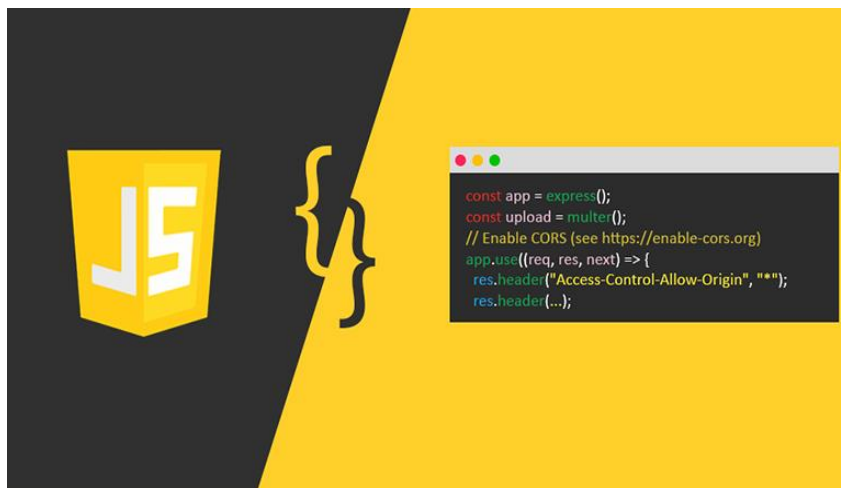 JS
{
}
const app = express();
const upload = multer();
// Enable CORS (see https://enable-cors.org)
app.use((req, res, next) => {
res.header("Access-Control-Allow-Origin", "*");
res.header(...);